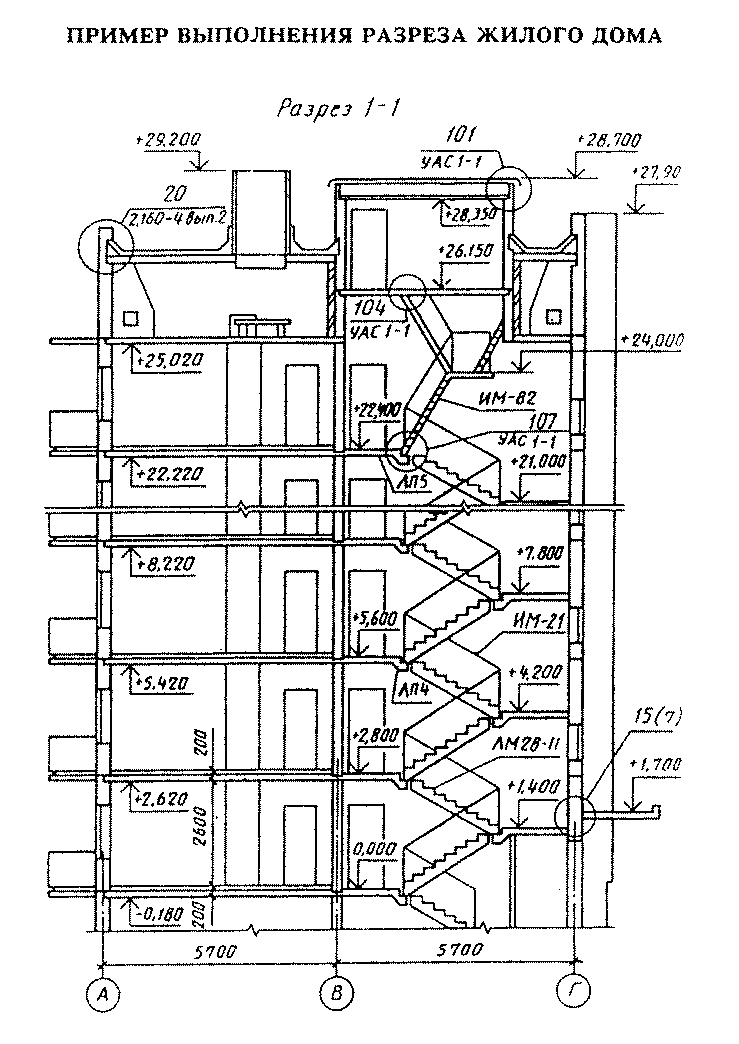 ПРИМЕР ВЫПОЛНЕНИЯ РАЗРЕЗА ЖИЛОГО ДОМА
Разрез 1-1
+29,200
101
УАС 1-1
+28,700
+27,90
20
2,160-4 вып.2
+28,350
+26.150
104
УАС 1-1
+24,000
+25,020
ИМ-82
+22,400
107
УАС 1-1
+22,220
ЛП5
+21,000
+8,220
+7,800
+5,600
ИМ-21
+5,420
ЛП4
+4,200
15(7)
200
+2,800
ЛМ28-11
+1,700
+2,620
+1,400
2600
0,000
-0,180
200
5700
5700
А
В
Г